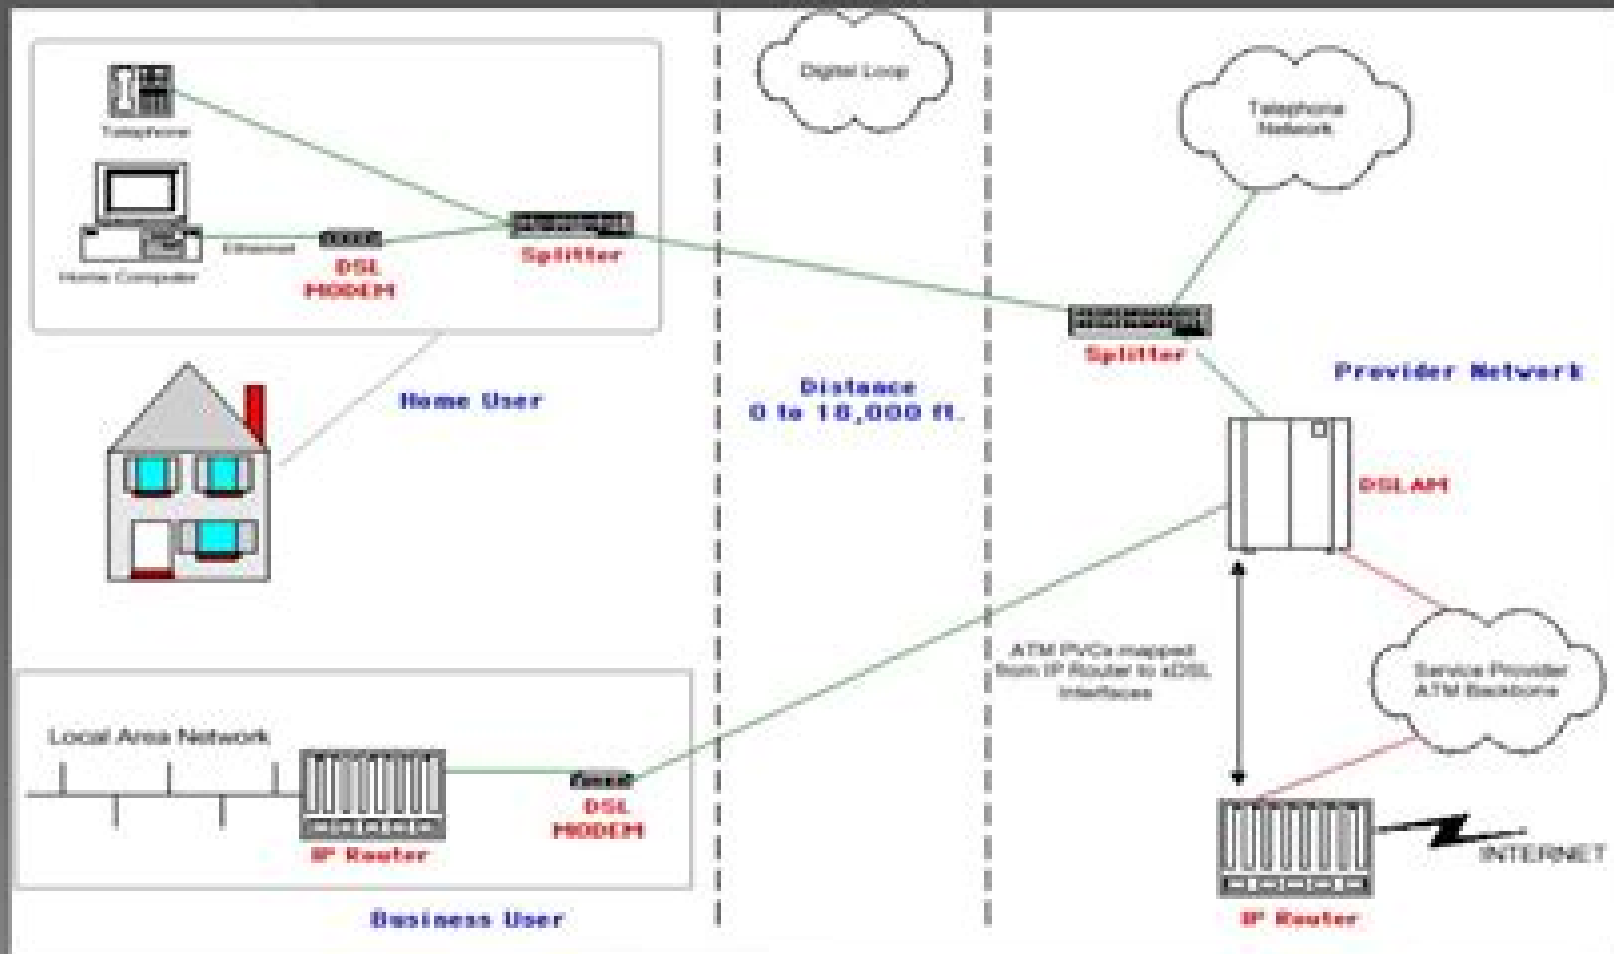 Telephone
Home Computer
Ethernet
DSL
MODEM
Splitter
Home User
Digital Loop
Distance
0 to 18,000 ft.
Telephone
Network
Splitter
Provider Network
DSLAM
ATM PVCs mapped
from IP Router to xDSL
interfaces
Service Provider
ATM Backbone
INTERNET
IP Router
Local Area Network
IP Router
DSL
MODEM
Business User